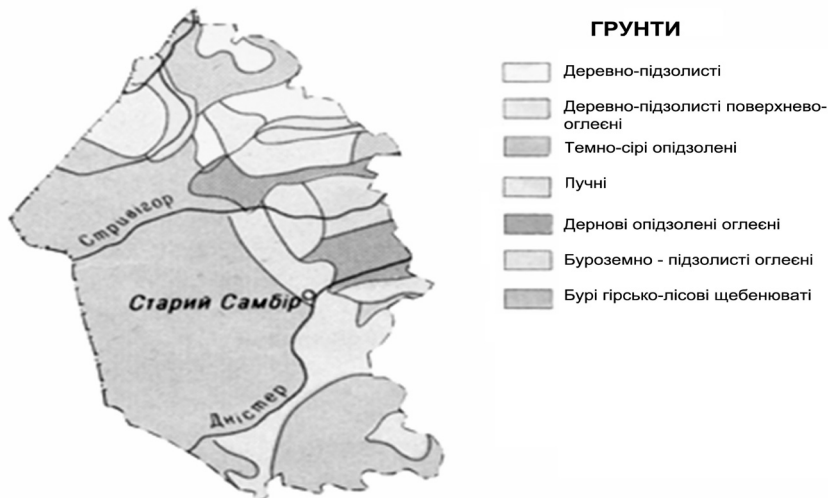 ГРУНТИ
Деревно-підзолисті
Деревно-підзолисті поверхнево-
оглеєні
Темно-сірі опідзолені
Пучні
Дернові опідзолені оглеєні
Буроземно - підзолисті оглеєні
Бурі гірсько-лісові щебенюваті
Стривігор
Старий Самбір
Дністер